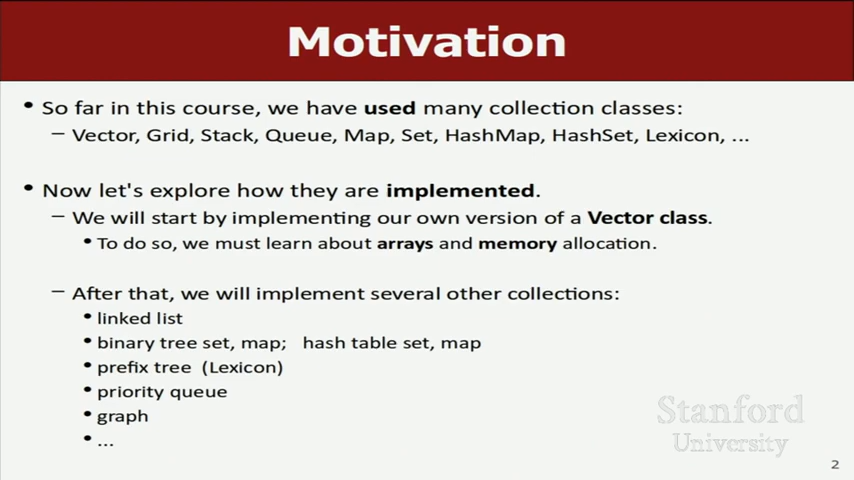 Motivation
• So far in this course, we have used many collection classes:
– Vector, Grid, Stack, Queue, Map, Set, HashMap, HashSet, Lexicon, ...
• Now let's explore how they are implemented.
– We will start by implementing our own version of a Vector class.
• To do so, we must learn about arrays and memory allocation.
– After that, we will implement several other collections:
• linked list
• binary tree set, map; hash table set, map
• prefix tree (Lexicon)
• priority queue
• graph
• ...
Stanford
University
2